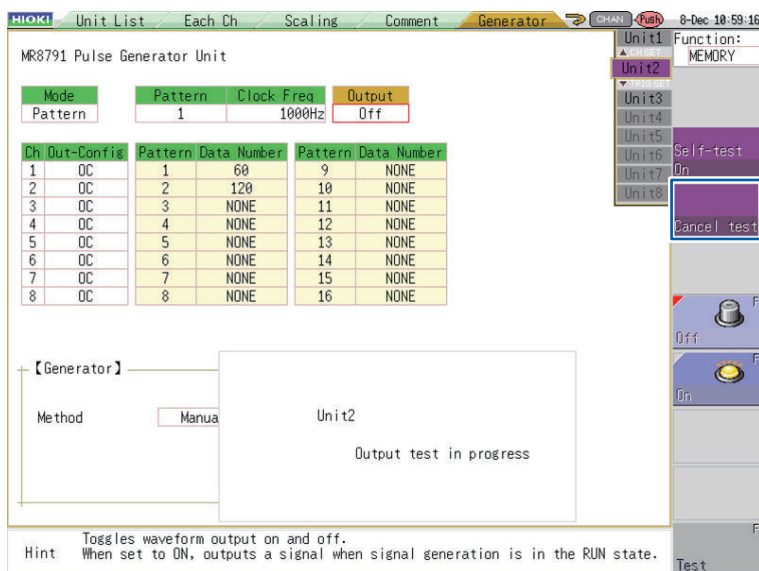 HIOKI Unit List Each Ch Scaling Comment Generator CHAN Push 8-Dec 10:59:16
MR8791 Pulse Generator Unit
Unit1
▲ CH.SET
Unit2
▼ TRIG.SET
Unit3
Unit4
Unit5
Unit6
Unit7
Unit8
Function:
MEMORY
Mode Pattern Clock Freq Output
Pattern 1 1000Hz Off
Ch Out-Config Pattern Data Number Pattern Data Number
1 OC 1 60 9 NONE
2 OC 2 120 10 NONE
3 OC 3 NONE 11 NONE
4 OC 4 NONE 12 NONE
5 OC 5 NONE 13 NONE
6 OC 6 NONE 14 NONE
7 OC 7 NONE 15 NONE
8 OC 8 NONE 16 NONE
Self-test
On
Cancel test
F
Off
F
On
【Generator】
Method Manua
Unit2
Output test in progress
Hint Toggles waveform output on and off.
When set to ON, outputs a signal when signal generation is in the RUN state.
F
Test